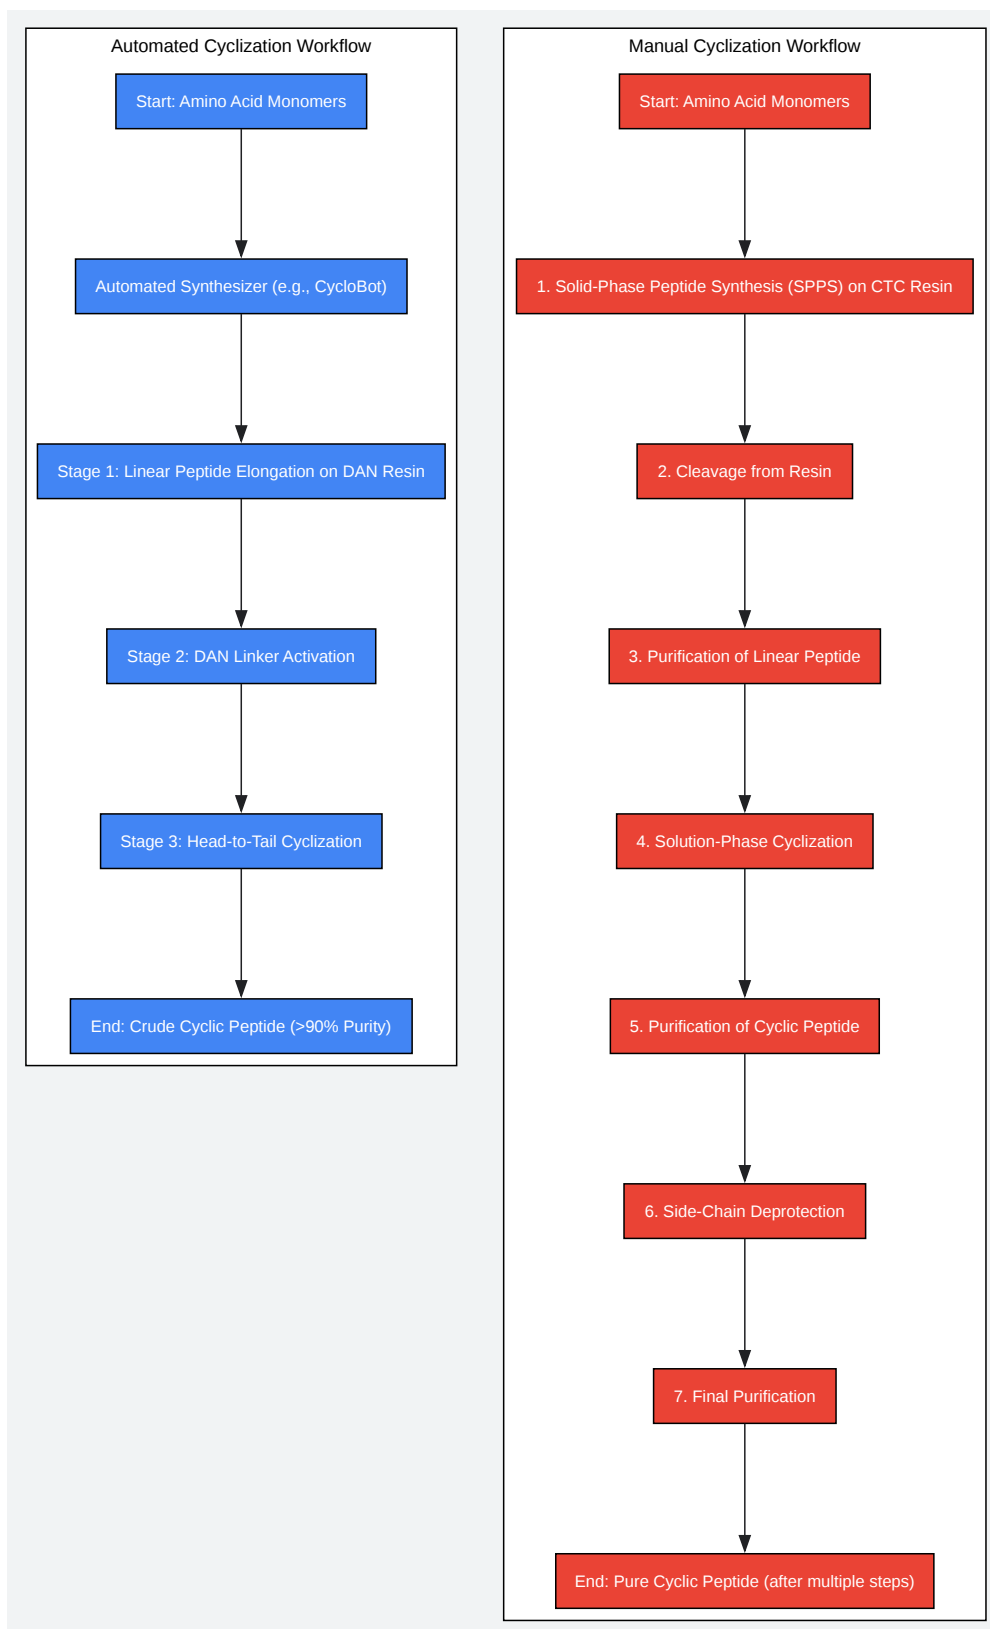 Automated Cyclization Workflow
Start: Amino Acid Monomers
Automated Synthesizer (e.g., CycloBot)
Stage 1: Linear Peptide Elongation on DAN Resin
Stage 2: DAN Linker Activation
Stage 3: Head-to-Tail Cyclization
End: Crude Cyclic Peptide (>90% Purity)
Manual Cyclization Workflow
Start: Amino Acid Monomers
1. Solid-Phase Peptide Synthesis (SPPS) on CTC Resin
2. Cleavage from Resin
3. Purification of Linear Peptide
4. Solution-Phase Cyclization
5. Purification of Cyclic Peptide
6. Side-Chain Deprotection
7. Final Purification
End: Pure Cyclic Peptide (after multiple steps)